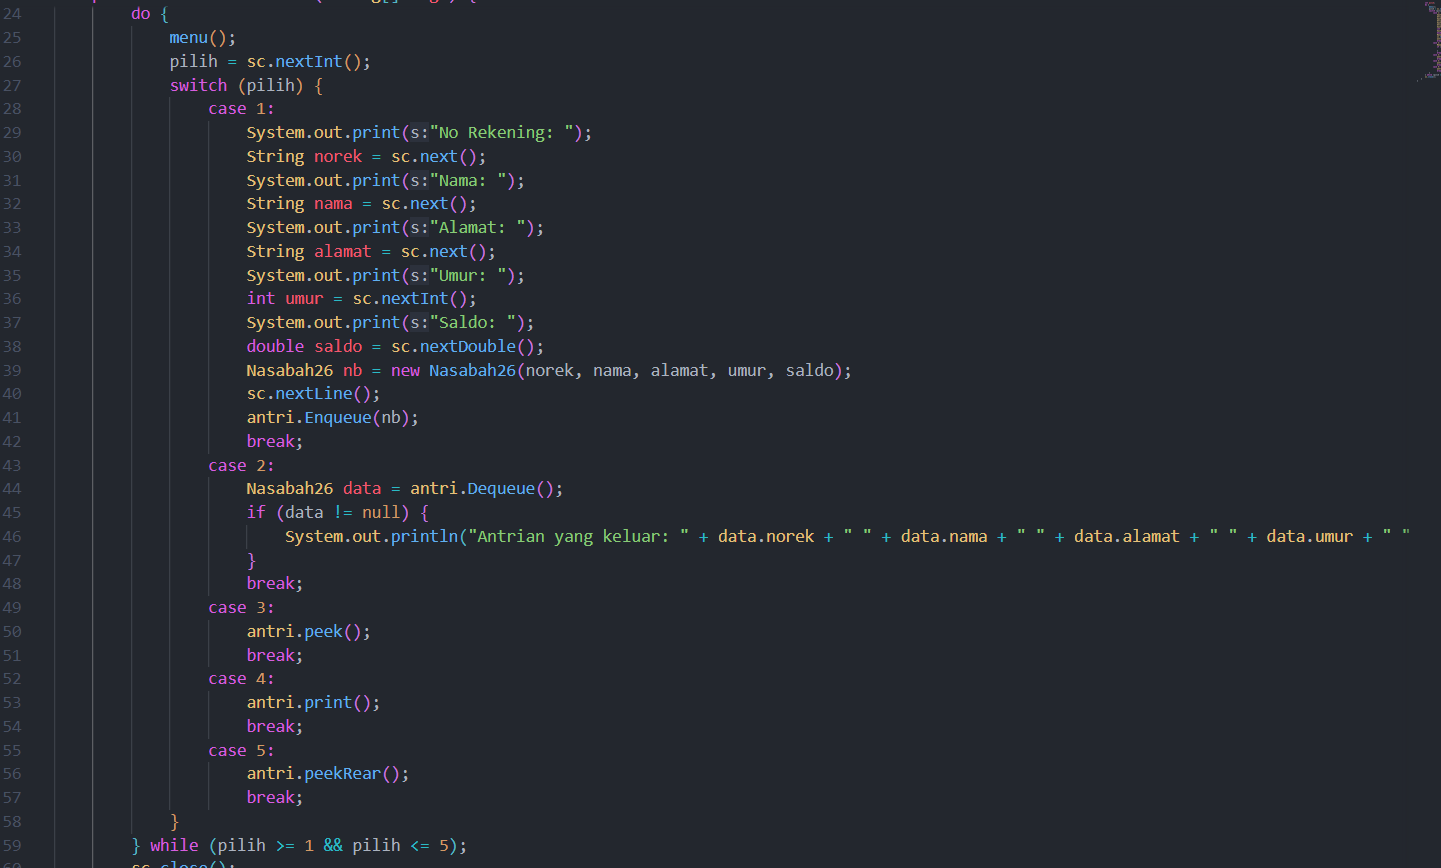 24 do {
25 menu();
26 pilih = sc.nextInt();
27 switch (pilih) {
28 case 1:
29 System.out.print(s:"No Rekening: ");
30 String norek = sc.next();
31 System.out.print(s:"Nama: ");
32 String nama = sc.next();
33 System.out.print(s:"Alamat: ");
34 String alamat = sc.next();
35 System.out.print(s:"Umur: ");
36 int umur = sc.nextInt();
37 System.out.print(s:"Saldo: ");
38 double saldo = sc.nextDouble();
39 Nasabah26 nb = new Nasabah26(norek, nama, alamat, umur, saldo);
40 sc.nextLine();
41 antri.Enqueue(nb);
42 break;
43 case 2:
44 Nasabah26 data = antri.Dequeue();
45 if (data != null) {
46 System.out.println("Antrian yang keluar: " + data.norek + " " + data.nama + " " + data.alamat + " " + data.umur + " "
47 }
48 break;
49 case 3:
50 antri.peek();
51 break;
52 case 4:
53 antri.print();
54 break;
55 case 5:
56 antri.peekRear();
57 break;
58 }
59 } while (pilih >= 1 && pilih <= 5);
60 sc.close();